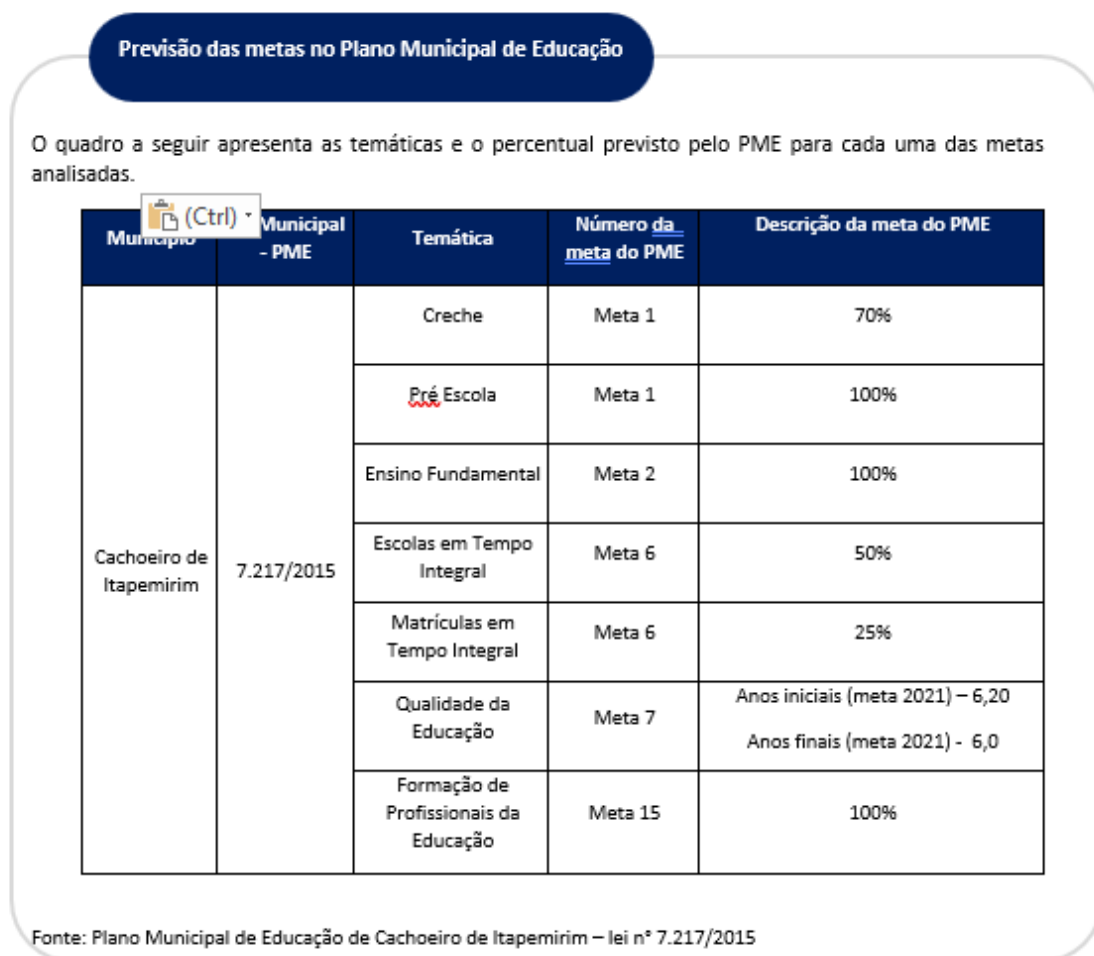 Previsão das metas no Plano Municipal de Educação
O quadro a seguir apresenta as temáticas e o percentual previsto pelo PME para cada uma das metas
analisadas.
(Ctrl)
Município
Municipal
- PME
Temática
Número da
meta do PME
Descrição da meta do PME
Cachoeiro de
Itapemirim
7.217/2015
Creche
Meta 1
70%
Pré Escola
Meta 1
100%
Ensino Fundamental
Meta 2
100%
Escolas em Tempo
Integral
Meta 6
50%
Matrículas em
Tempo Integral
Meta 6
25%
Qualidade da
Educação
Meta 7
Anos iniciais (meta 2021) – 6,20
Anos finais (meta 2021) - 6,0
Formação de
Profissionais da
Educação
Meta 15
100%
Fonte: Plano Municipal de Educação de Cachoeiro de Itapemirim – lei n° 7.217/2015